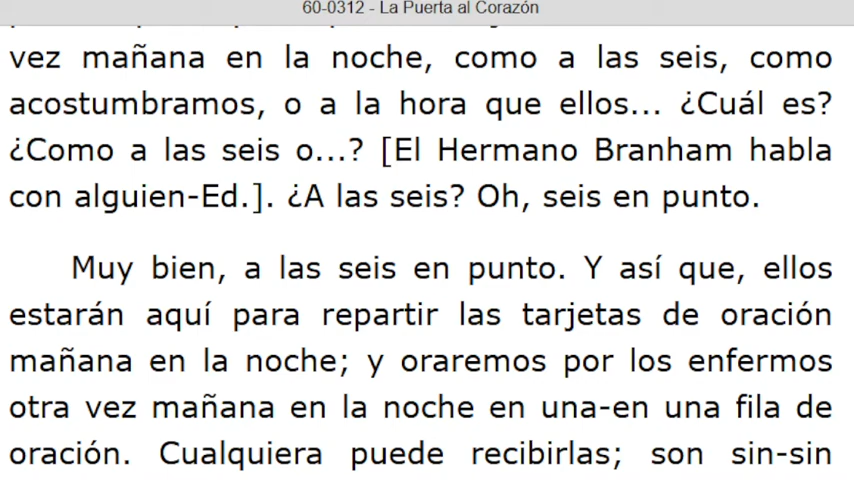 60-0312 - La Puerta al Corazón
vez mañana en la noche, como a las seis, como
acostumbramos, o a la hora que ellos... ¿Cuál es?
¿Como a las seis o...? [El Hermano Branham habla
con alguien-Ed.]. ¿A las seis? Oh, seis en punto.
Muy bien, a las seis en punto. Y así que, ellos
estarán aquí para repartir las tarjetas de oración
mañana en la noche; y oraremos por los enfermos
otra vez mañana en la noche en una-en una fila de
oración. Cualquiera puede recibirlas; son sin-sin